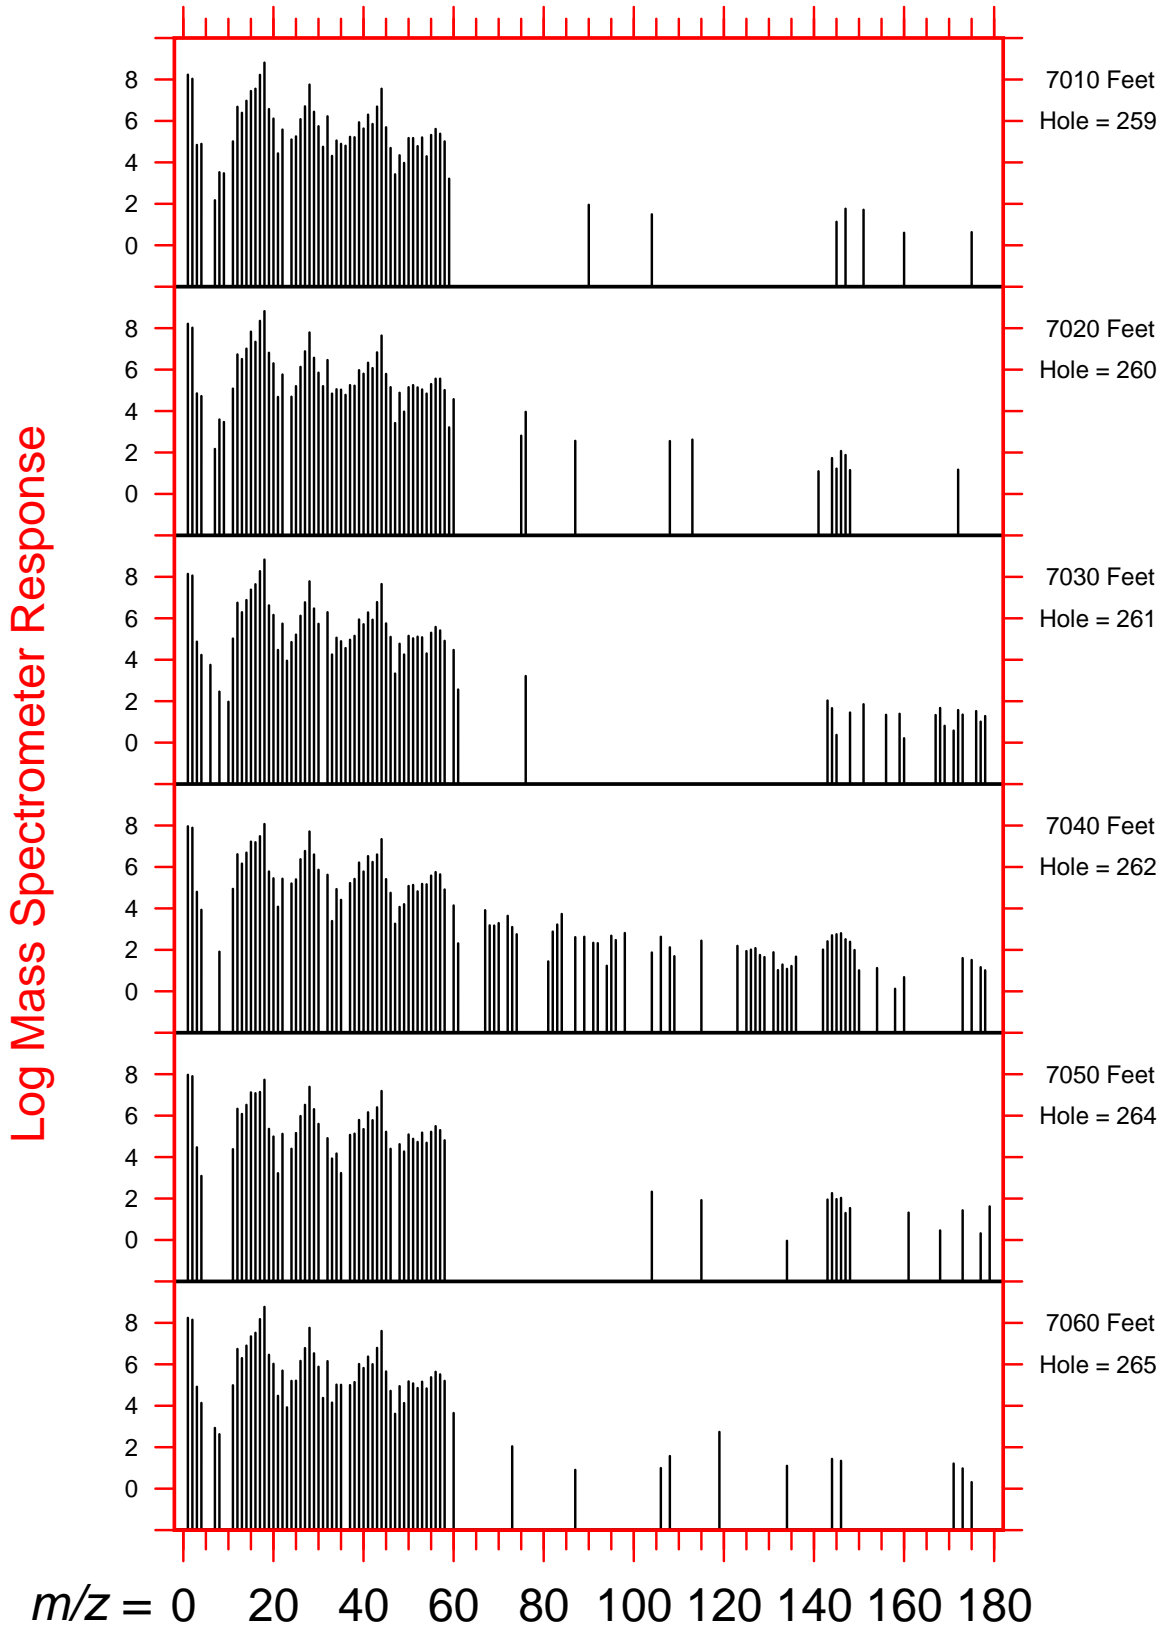 Log Mass Spectrometer Response
8
6
4
2
0
7010 Feet
Hole = 259
8
6
4
2
0
7020 Feet
Hole = 260
8
6
4
2
0
7030 Feet
Hole = 261
8
6
4
2
0
7040 Feet
Hole = 262
8
6
4
2
0
7050 Feet
Hole = 264
8
6
4
2
0
7060 Feet
Hole = 265
m/z = 0 20 40 60 80 100 120 140 160 180